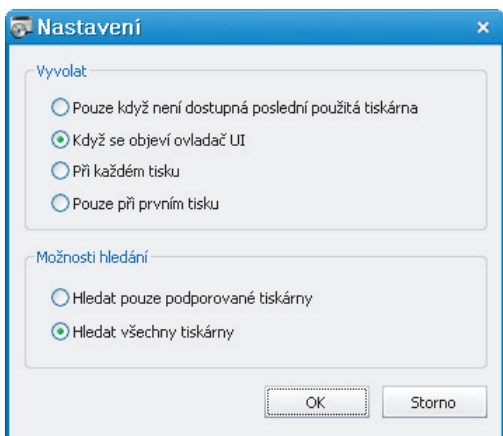 Nastavení
Vyvolat
Pouze když není dostupná poslední použitá tiskárna
Když se objeví ovladač UI
Při každém tisku
Pouze při prvním tisku
Možnosti hledání
Hledat pouze podporované tiskárny
Hledat všechny tiskárny
OK Storno